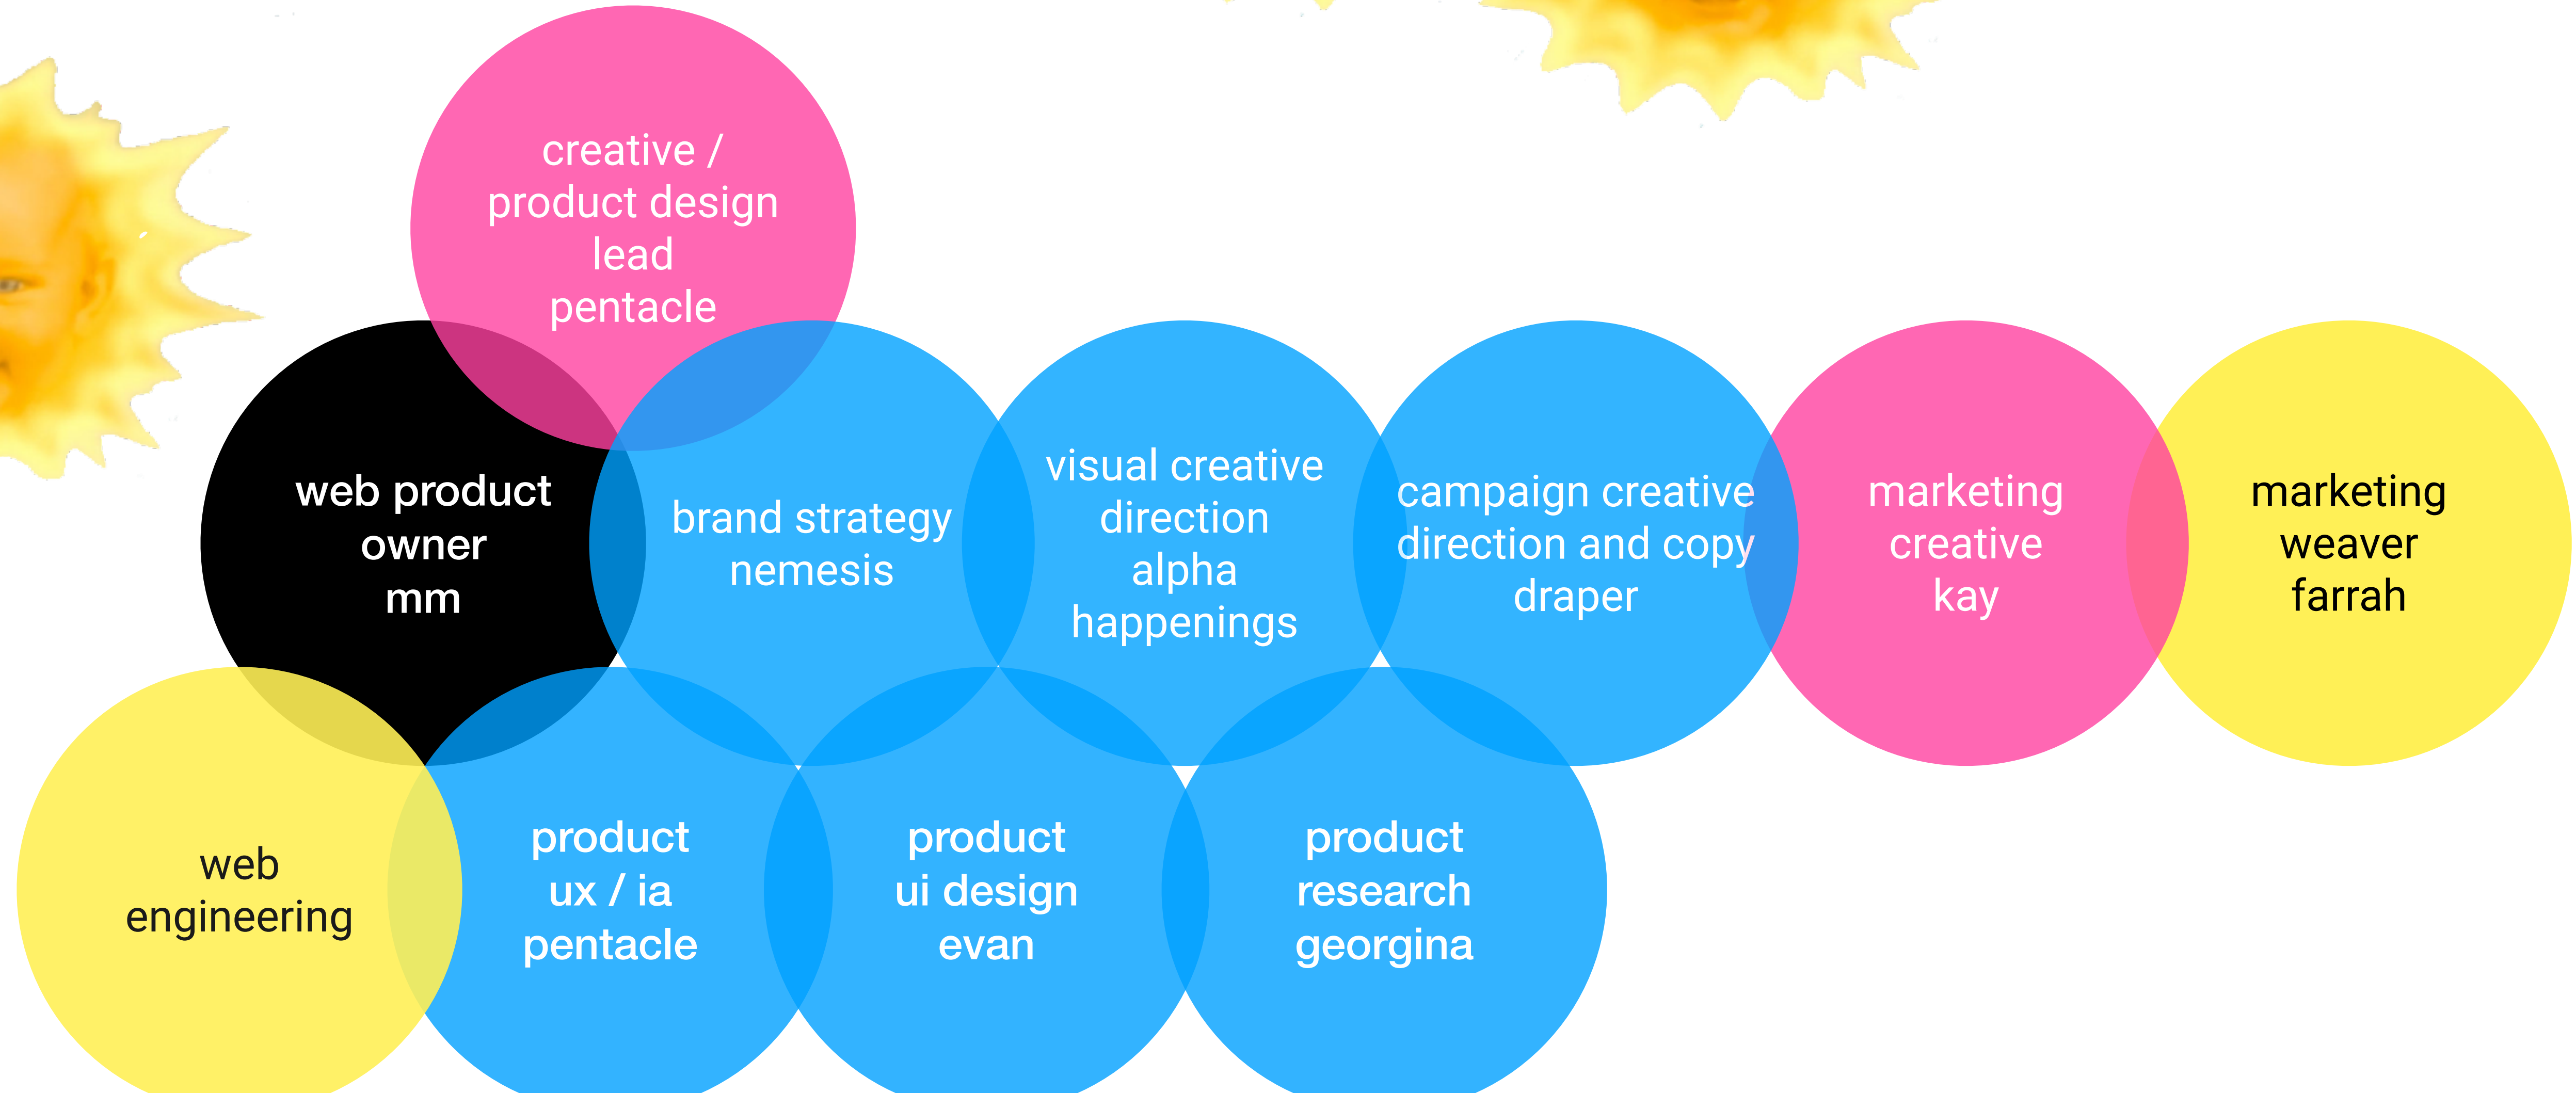 creative /
product design
lead
pentacle
web product
owner
mm
brand strategy
nemesis
visual creative
direction
alpha
happenings
campaign creative
direction and copy
draper
marketing
creative
kay
marketing
weaver
farrah
web
engineering
product
ux / ia
pentacle
product
ui design
evan
product
research
georgina